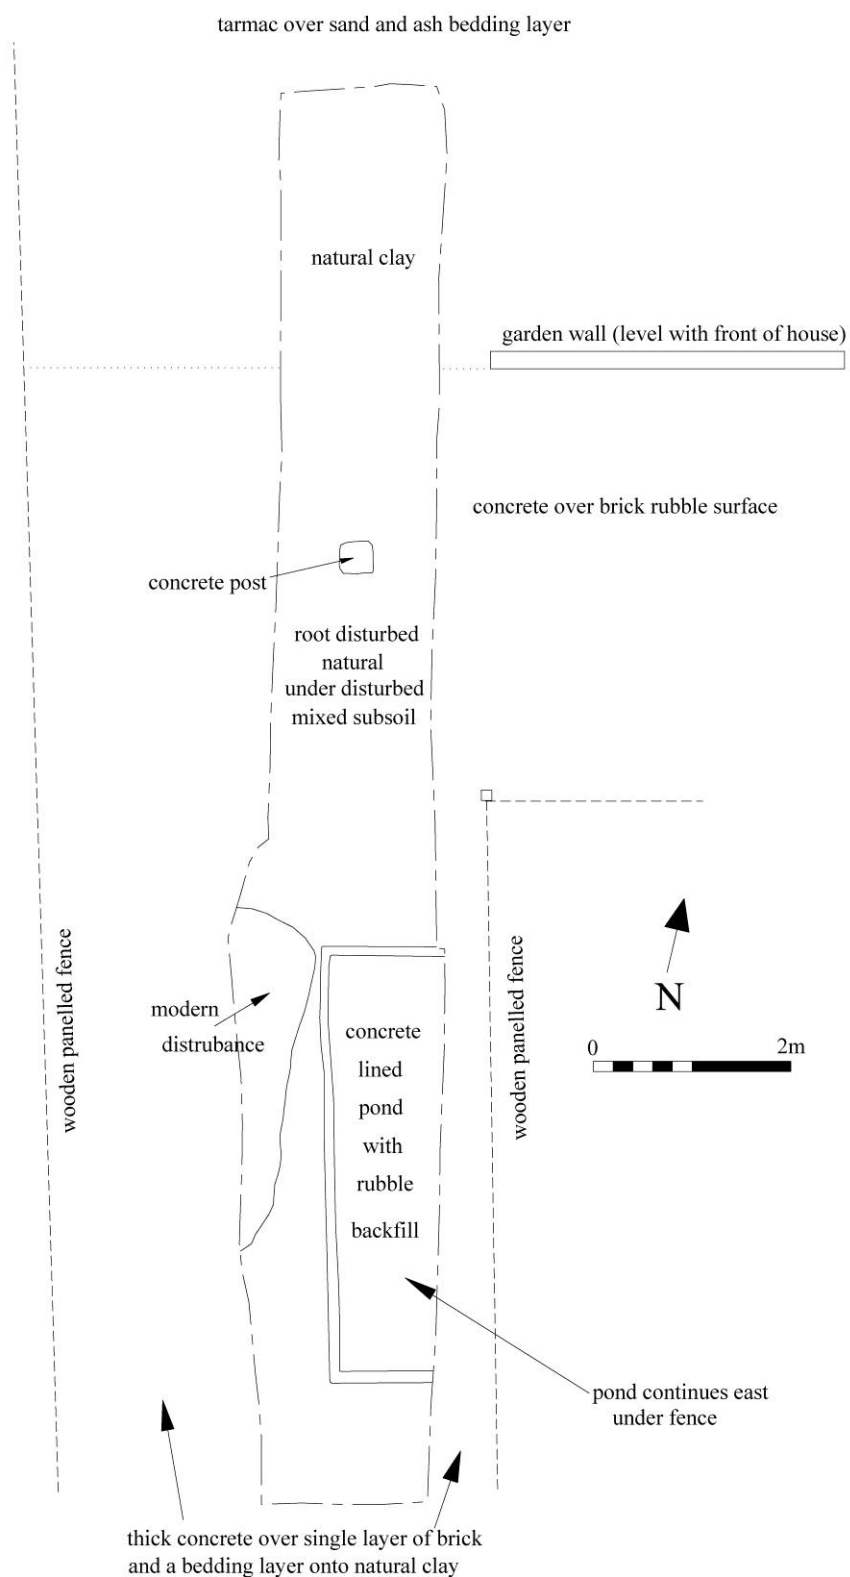 tarmac over sand and ash bedding layer
natural clay
garden wall (level with front of house)
concrete over brick rubble surface
concrete post
root disturbed
natural
under disturbed
mixed subsoil
wooden panelled fence
modern
distrubance
concrete
lined
pond
with
rubble
backfill
wooden panelled fence
N
0 2m
pond continues east
under fence
thick concrete over single layer of brick
and a bedding layer onto natural clay